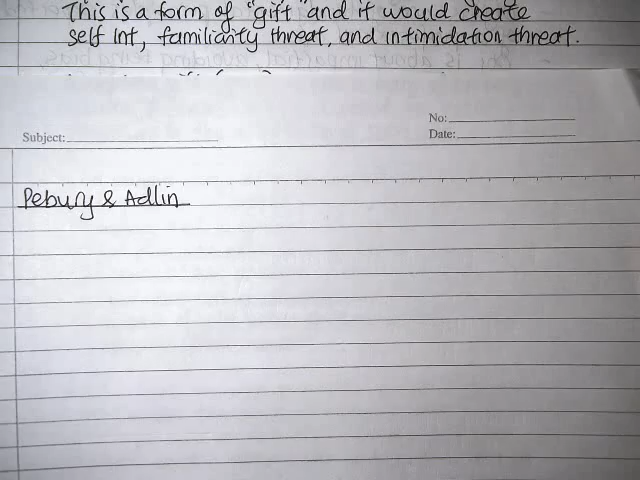 This is a form of "gift" and it would create
self Int, familiarity threat, and intimidation threat.
No:
Subject:
Date:
Pebury & Adlin